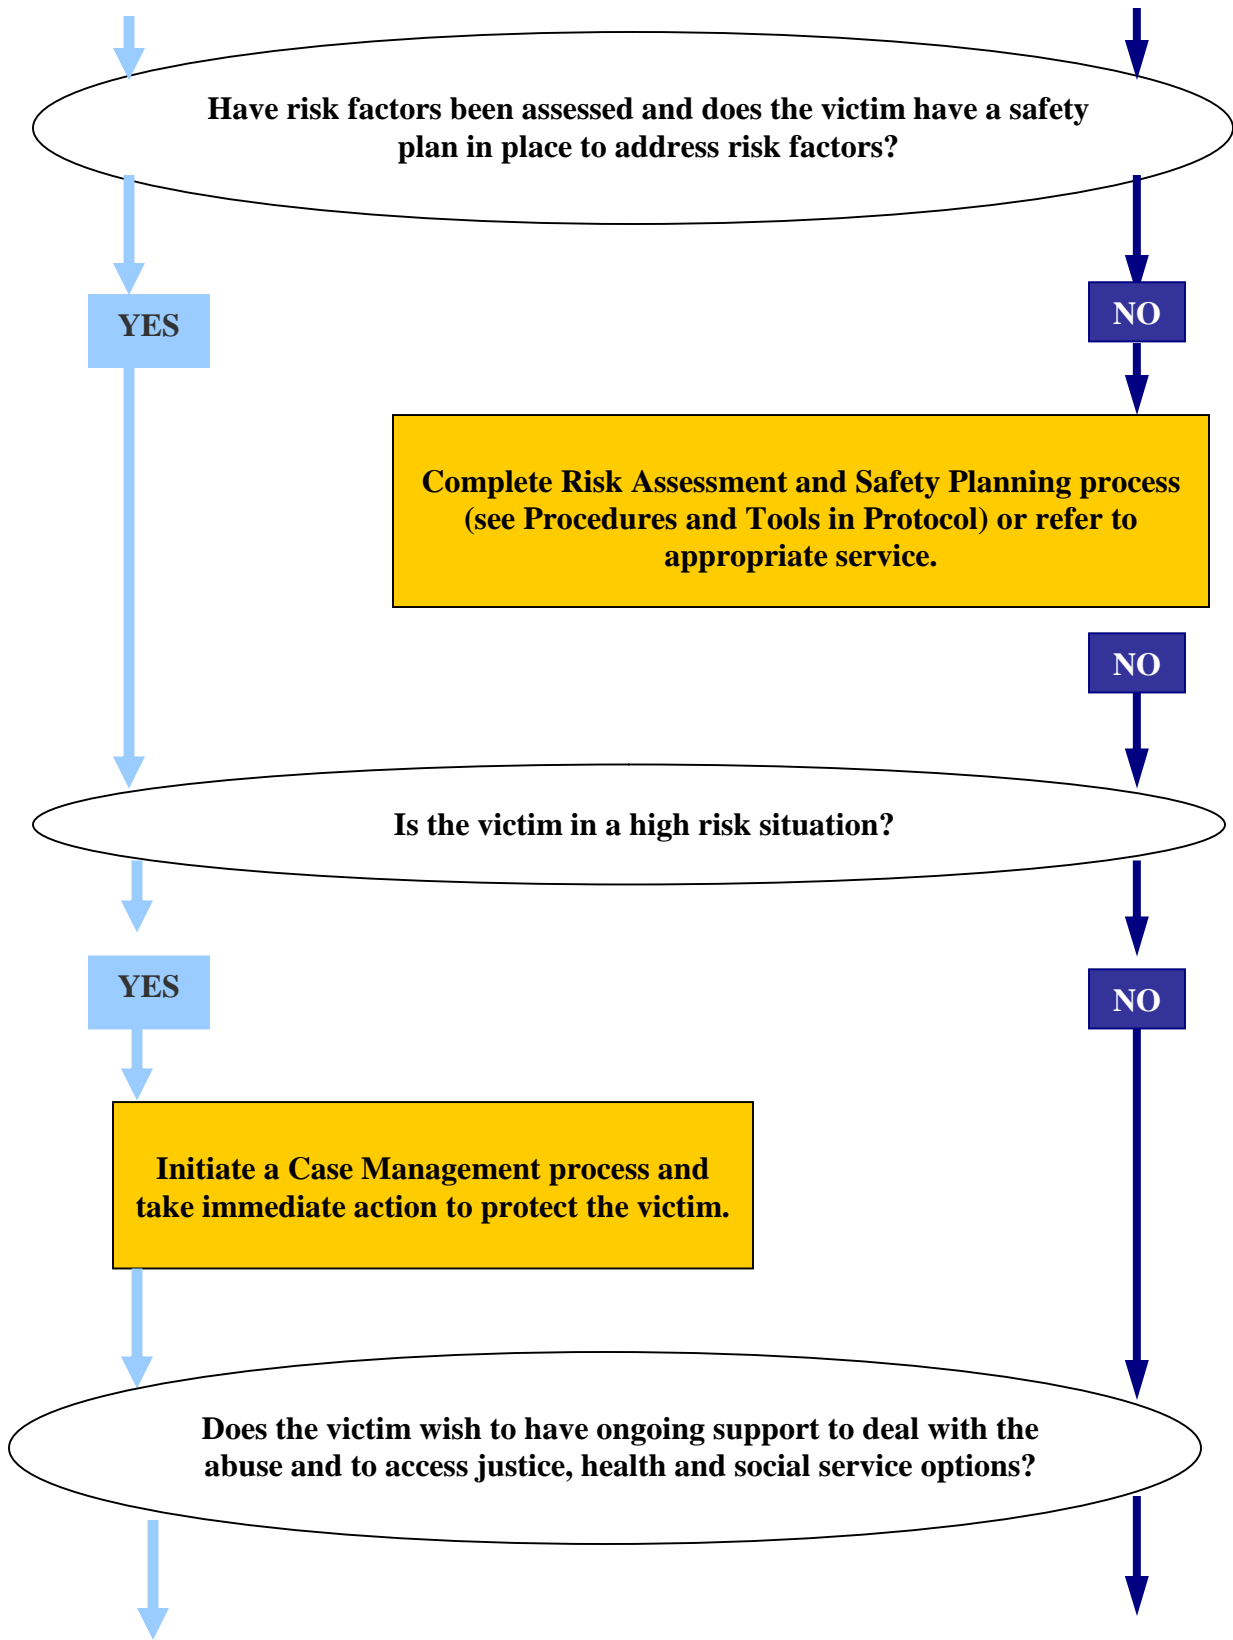 Have risk factors been assessed and does the victim have a safety
plan in place to address risk factors?
YES
NO
Complete Risk Assessment and Safety Planning process
(see Procedures and Tools in Protocol) or refer to
appropriate service.
NO
Is the victim in a high risk situation?
YES
NO
Initiate a Case Management process and
take immediate action to protect the victim.
Does the victim wish to have ongoing support to deal with the
abuse and to access justice, health and social service options?